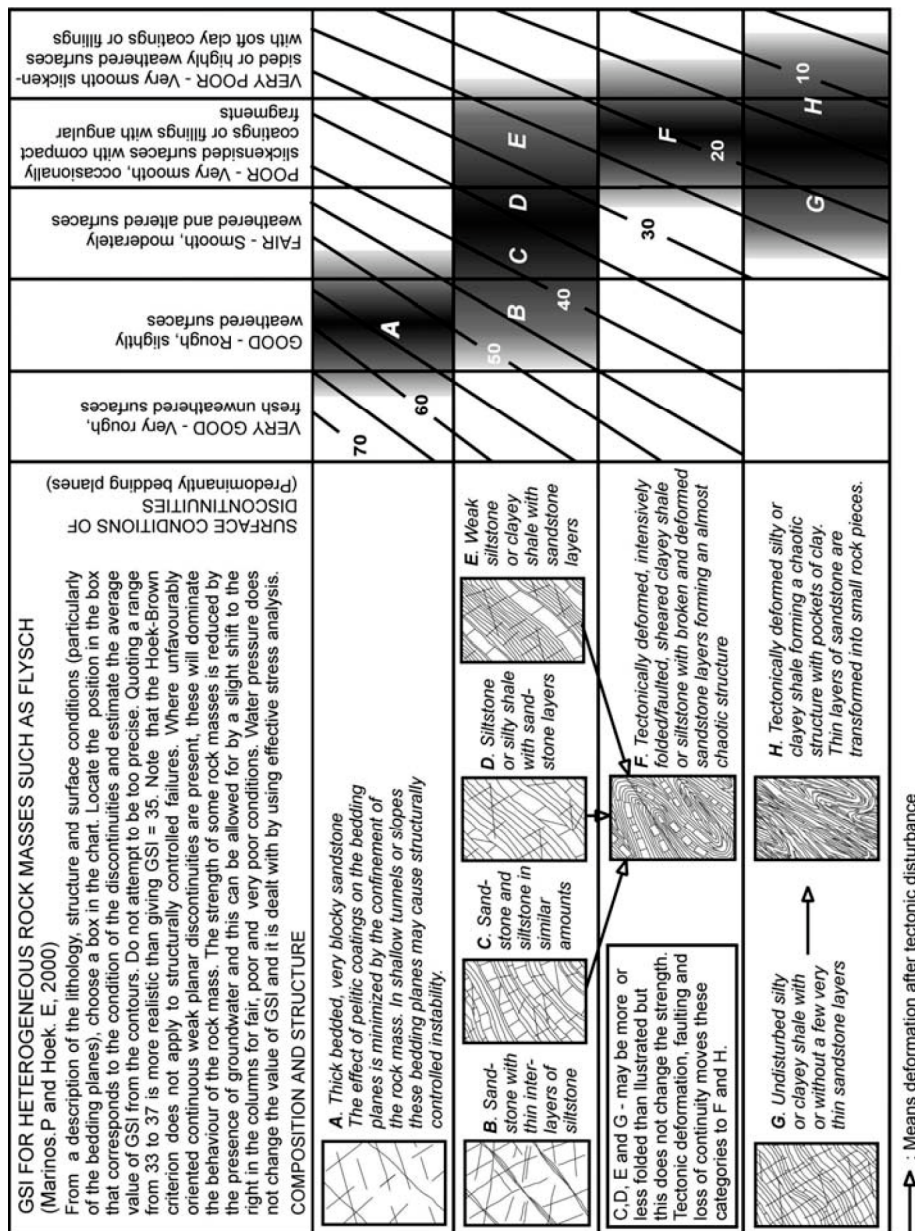 GSI FOR HETEROGENEOUS ROCK MASSES SUCH AS FLYSCH
(Marinos.P and Hoek. E, 2000)
From a description of the lithology, structure and surface conditions (particularly
of the bedding planes), choose a box in the chart. Locate the position in the box
that corresponds to the condition of the discontinuities and estimate the average
value of GSI from the contours. Do not attempt to be too precise. Quoting a range
from 33 to 37 is more realistic than giving GSI = 35. Note that the Hoek-Brown
criterion does not apply to structurally controlled failures. Where unfavourably
oriented continuous weak planar discontinuities are present, these will dominate
the behaviour of the rock mass. The strength of some rock masses is reduced by
the presence of groundwater and this can be allowed for by a slight shift to the
right in the columns for fair, poor and very poor conditions. Water pressure does
not change the value of GSI and it is dealt with by using effective stress analysis.
COMPOSITION AND STRUCTURE
SURFACE CONDITIONS OF
DISCONTINUITIES
(Predominantly bedding planes)
VERY GOOD - Very rough,
fresh unweathered surfaces
GOOD - Rough, slightly
weathered surfaces
FAIR - Smooth, moderately
weathered and altered surfaces
POOR - Very smooth, occasionally
slickensided surfaces with compact
coatings or fillings with angular
fragments
VERY POOR - Very smooth slicken-
sided or highly weathered surfaces
with soft clay coatings or fillings
A. Thick bedded, very blocky sandstone
The effect of pelitic coatings on the bedding
planes is minimized by the confinement of
the rock mass. In shallow tunnels or slopes
these bedding planes may cause structurally
controlled instability.
70
60
A
B. Sand-
stone with
thin inter-
layers of
siltstone
C. Sand-
stone and
siltstone in
similar
amounts
D. Siltstone
or silty shale
with sand-
stone layers
E. Weak
siltstone
or clayey
shale with
sandstone
layers
50
B
40
C
D
E
C,D, E and G - may be more or
less folded than illustrated but
this does not change the strength.
Tectonic deformation, faulting and
loss of continuity moves these
categories to F and H.
F. Tectonically deformed, intensively
folded/faulted, sheared clayey shale
or siltstone with broken and deformed
sandstone layers forming an almost
chaotic structure
30
F
20
G. Undisturbed silty
or clayey shale with
or without a few very
thin sandstone layers
H. Tectonically deformed silty or
clayey shale forming a chaotic
structure with pockets of clay.
Thin layers of sandstone are
transformed into small rock pieces.
G
H
10
: Means deformation after tectonic disturbance